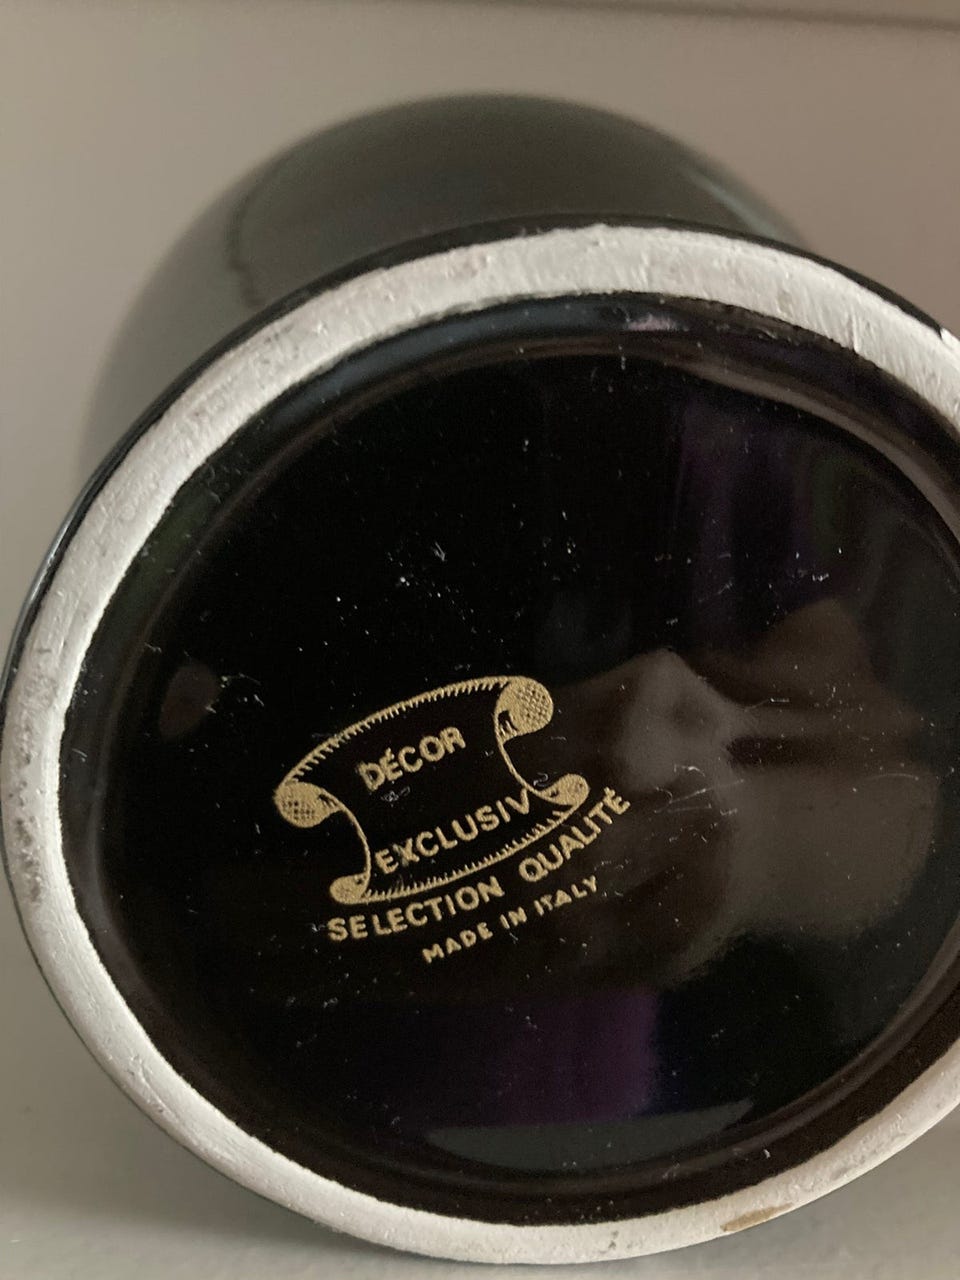 DÉCOR
EXCLUSIV
SELECTION QUALITÉ
MADE IN ITALY